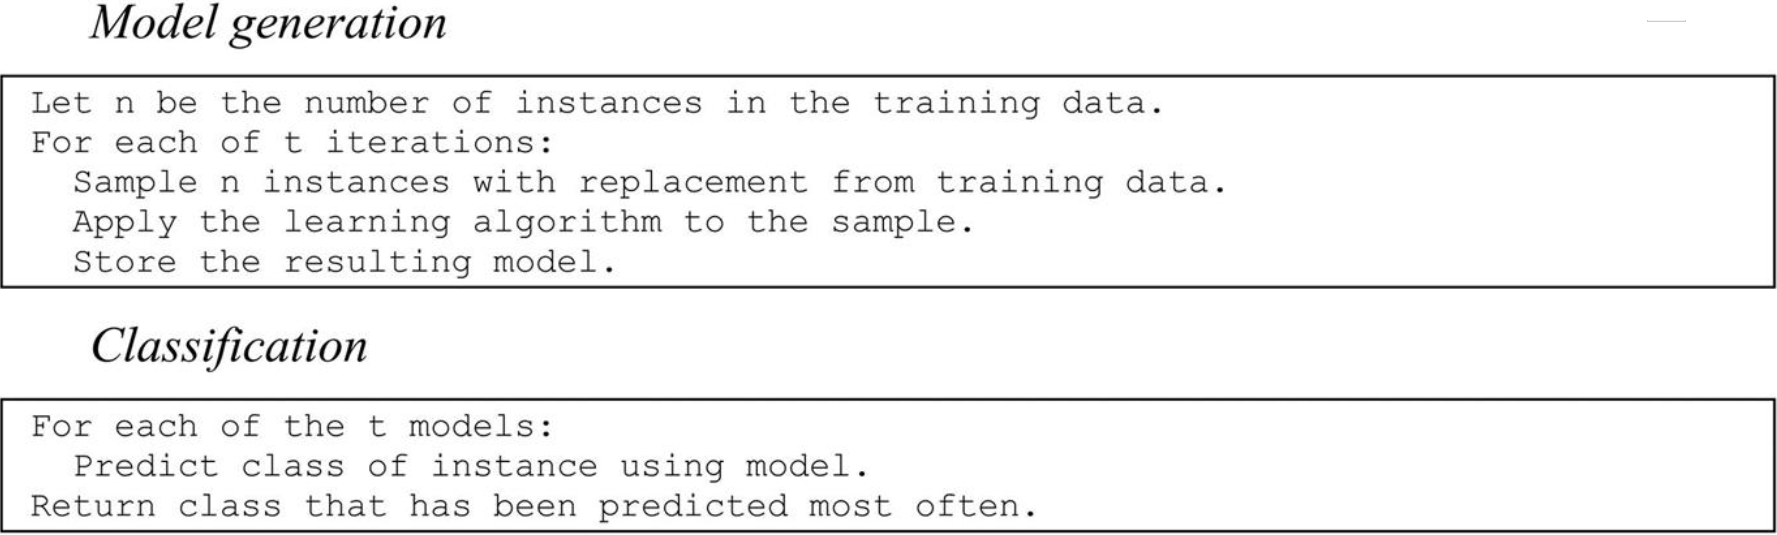 Model generation
Let n be the number of instances in the training data.
For each of t iterations:
Sample n instances with replacement from training data.
Apply the learning algorithm to the sample.
Store the resulting model.
Classification
For each of the t models:
Predict class of instance using model.
Return class that has been predicted most often.